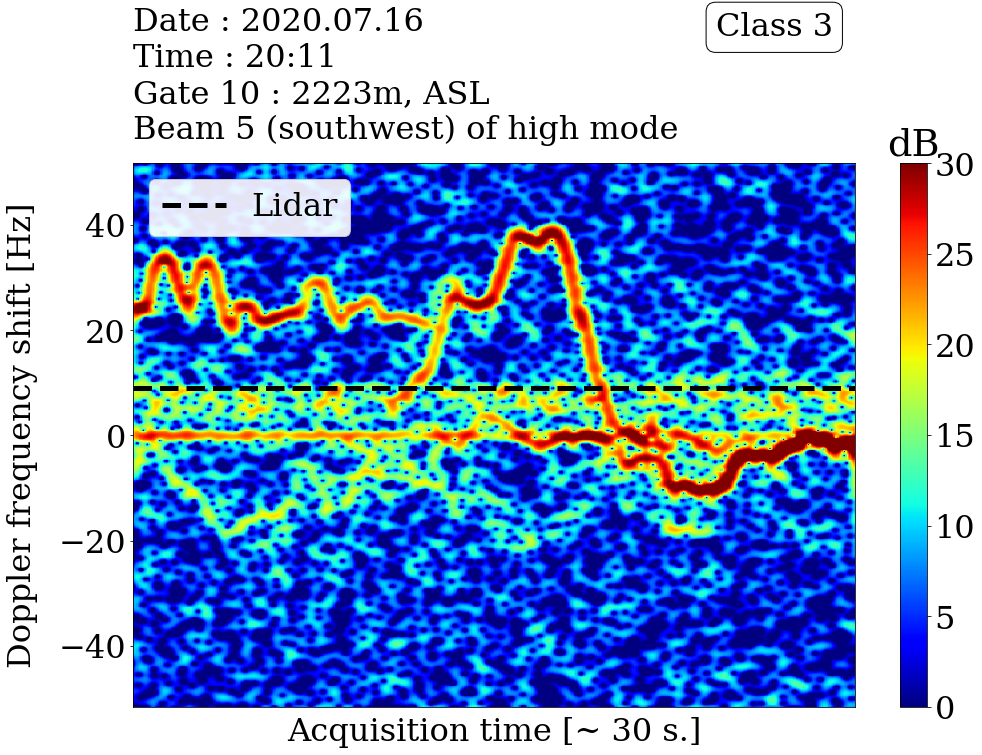 Date : 2020.07.16
Time : 20:11
Gate 10 : 2223m, ASL
Beam 5 (southwest) of high mode
Class 3
dB
Lidar
Doppler frequency shift [Hz]
40
20
0
−20
−40
30
25
20
15
10
5
0
Acquisition time [~ 30 s.]